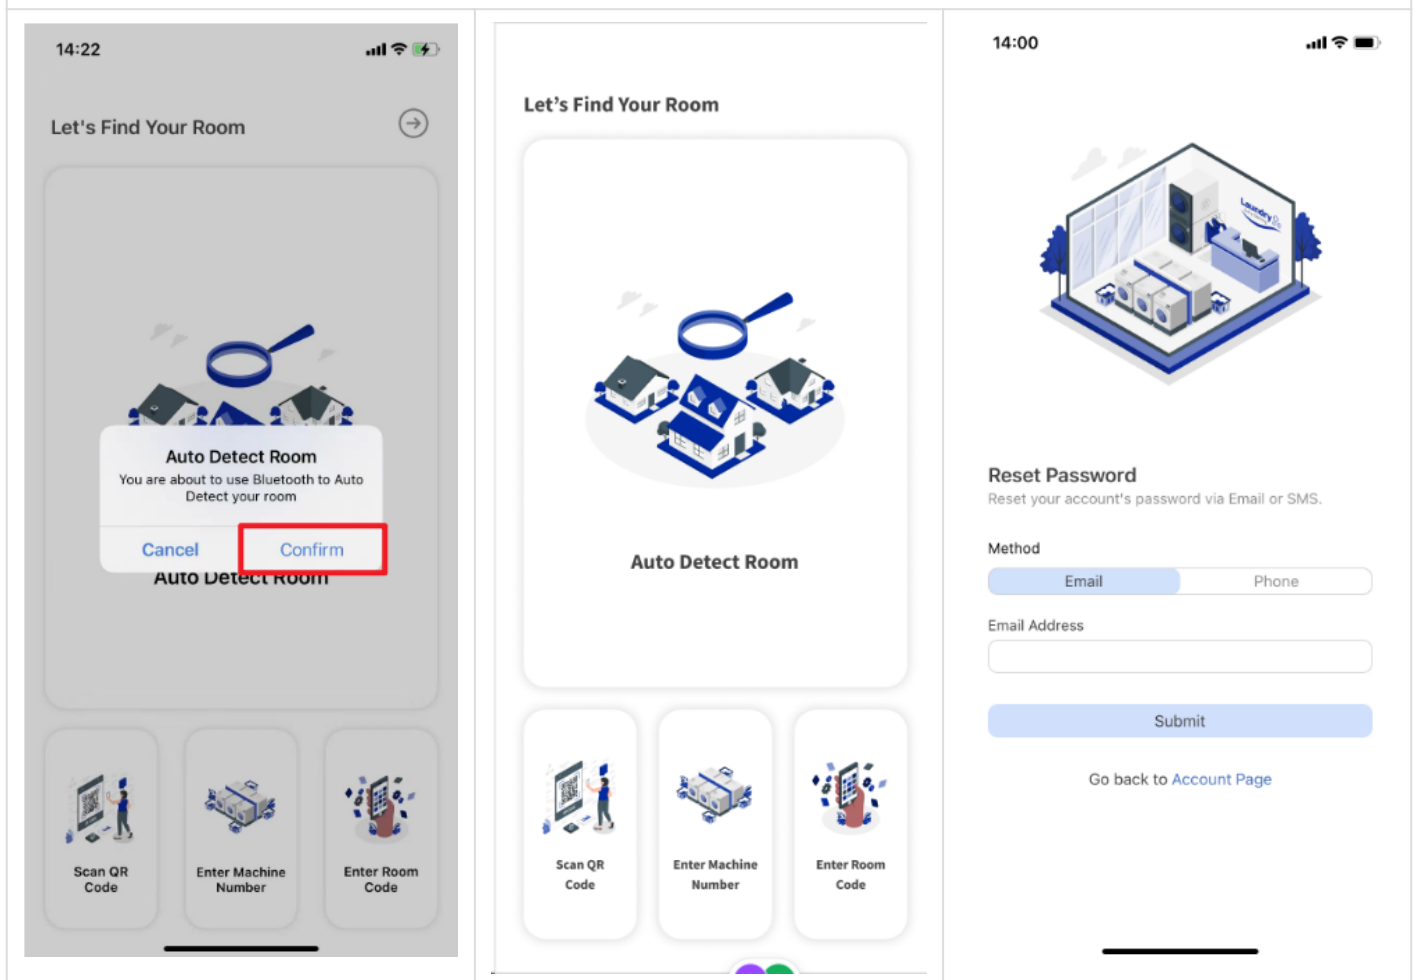 14:22
Let's Find Your Room
Auto Detect Room
You are about to use Bluetooth to Auto
Detect your room
Cancel
Confirm
Auto Detect Room
Scan QR
Code
Enter Machine
Number
Enter Room
Code
Let's Find Your Room
Auto Detect Room
Scan QR
Code
Enter Machine
Number
Enter Room
Code
14:00
Laundry
Reset Password
Reset your account's password via Email or SMS.
Method
Email
Phone
Email Address
Submit
Go back to Account Page